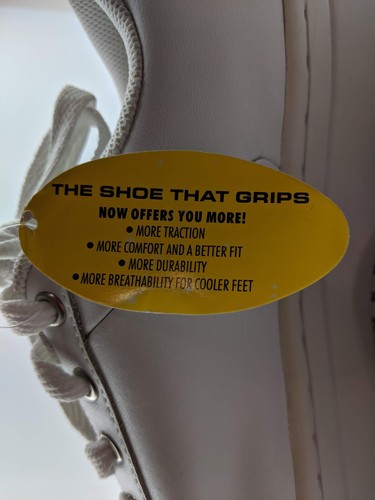 THE SHOE THAT GRIPS
NOW OFFERS YOU MORE!
• MORE TRACTION
• MORE COMFORT AND A BETTER FIT
• MORE DURABILITY
• MORE BREATHABILITY FOR COOLER FEET